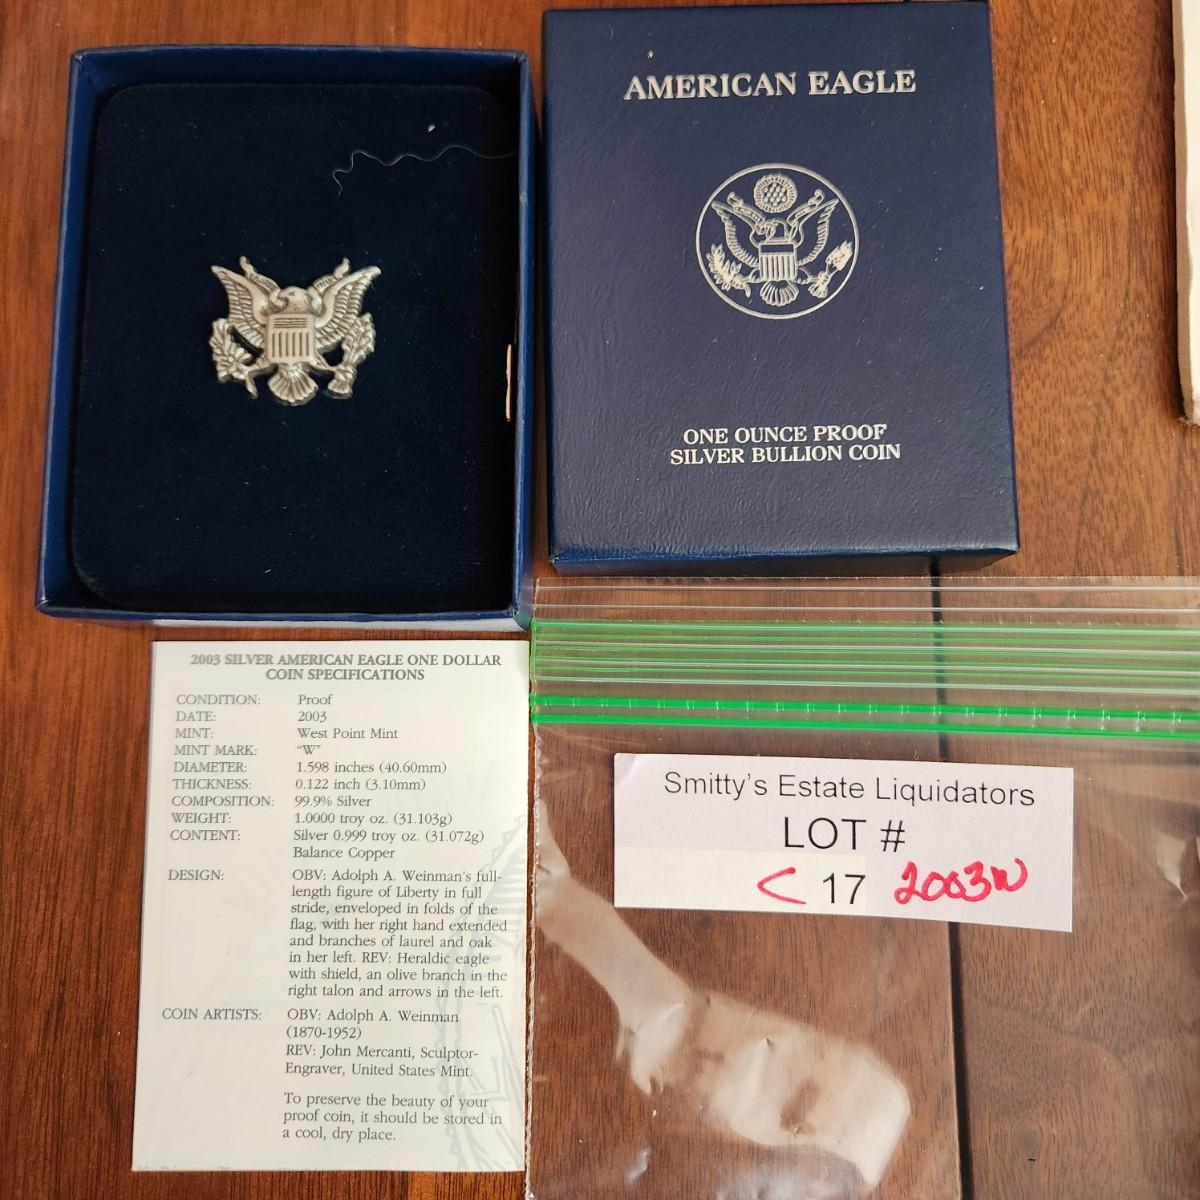 AMERICAN EAGLE
ONE OUNCE PROOF
SILVER BULLION COIN
2003 SILVER AMERICAN EAGLE ONE DOLLAR
COIN SPECIFICATIONS
CONDITION: Proof
DATE: 2003
MINT: West Point Mint
MINT MARK: "W"
DIAMETER: 1.598 inches (40.60mm)
THICKNESS: 0.122 inch (3.10mm)
COMPOSITION: 99.9% Silver
WEIGHT: 1.0000 troy oz. (31.103g)
CONTENT: Silver 0.999 troy oz. (31.072g)
Balance Copper
DESIGN: OBV: Adolph A. Weinman's full-
length figure of Liberty in full
stride, enveloped in folds of the
flag, with her right hand extended
and branches of laurel and oak
in her left. REV: Heraldic eagle
with shield, an olive branch in the
right talon and arrows in the left.
COIN ARTISTS: OBV: Adolph A. Weinman
(1870-1952)
REV: John Mercanti, Sculptor-
Engraver, United States Mint.
To preserve the beauty of your
proof coin, it should be stored in
a cool, dry place.
Smitty's Estate Liquidators
LOT #
C 17 2003W